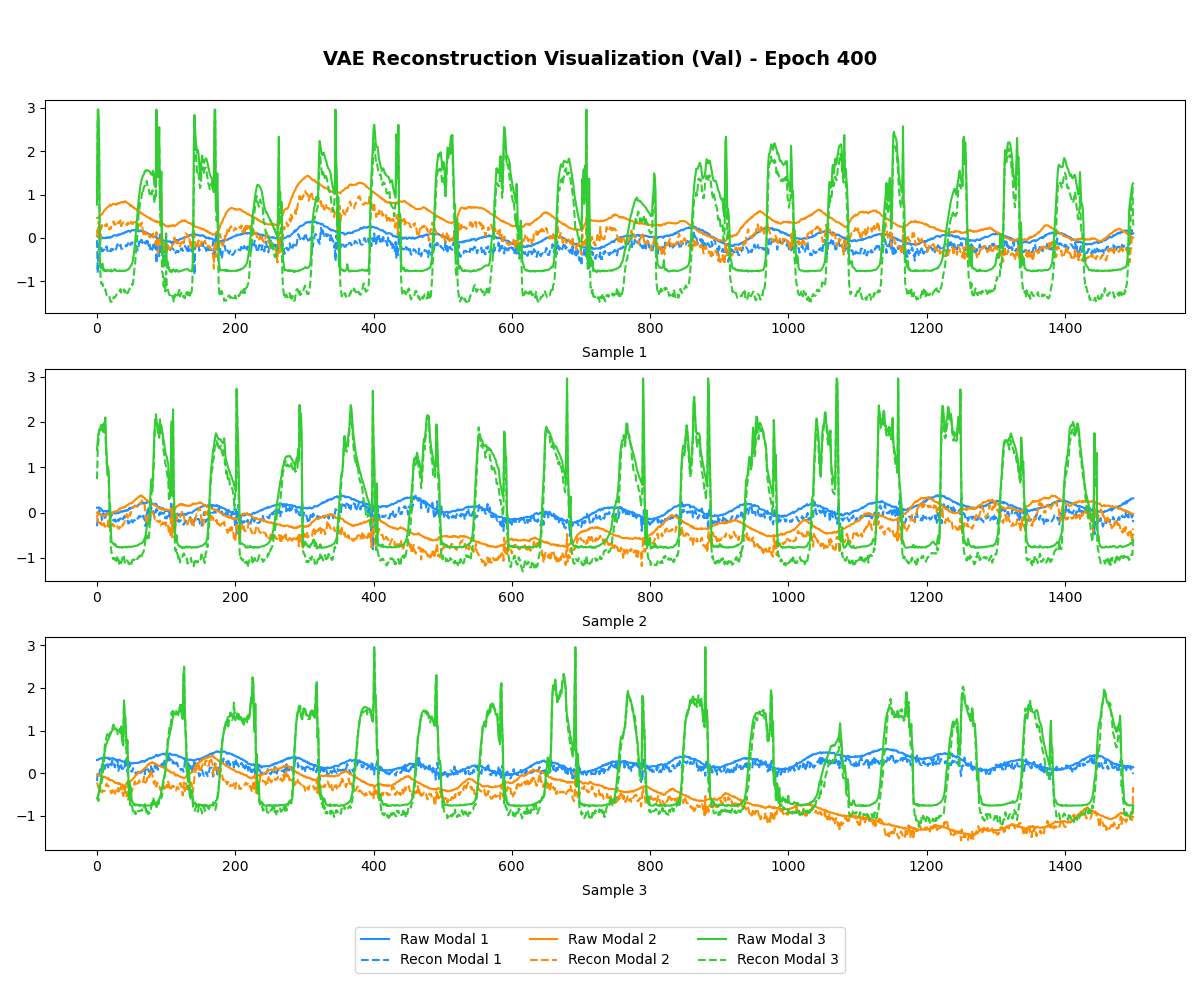 VAE Reconstruction Visualization (Val) - Epoch 400
3
2
1
0
−1
0 200 400 600 800 1000 1200 1400
Sample 1
3
2
1
0
−1
0 200 400 600 800 1000 1200 1400
Sample 2
3
2
1
0
−1
0 200 400 600 800 1000 1200 1400
Sample 3
Raw Modal 1 Raw Modal 2 Raw Modal 3
Recon Modal 1 Recon Modal 2 Recon Modal 3